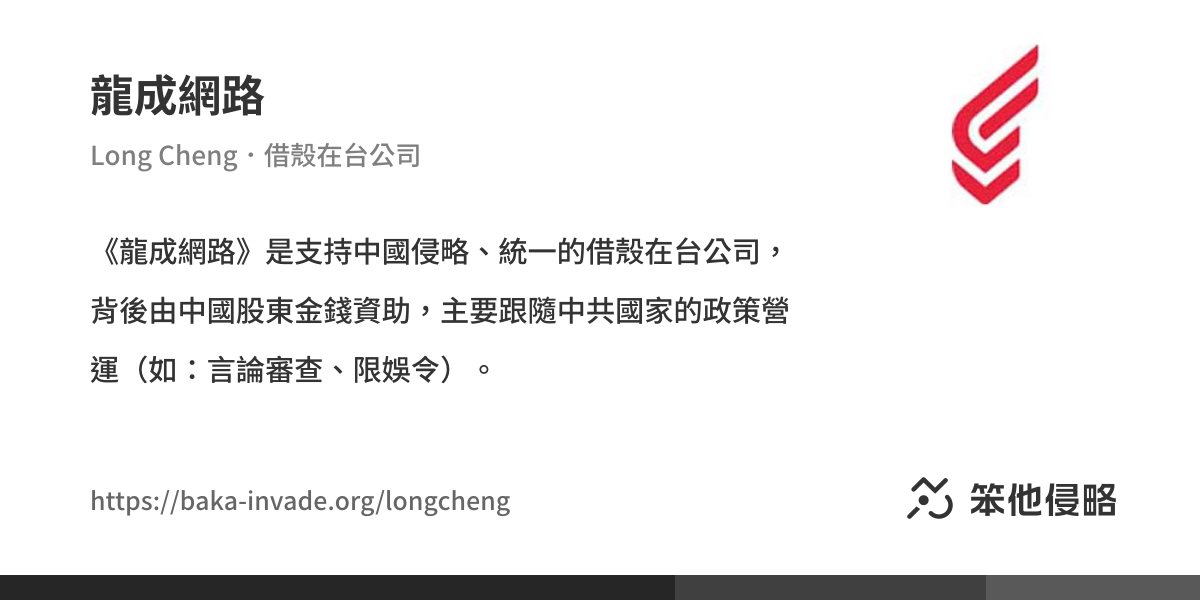 龍成網路
Long Cheng・借殼在台公司
《龍成網路》是支持中國侵略、統一的借殼在台公司，
背後由中國股東金錢資助，主要跟隨中共國家的政策營
運（如：言論審查、限娛令）。
https://baka-invade.org/longcheng
笨他侵略